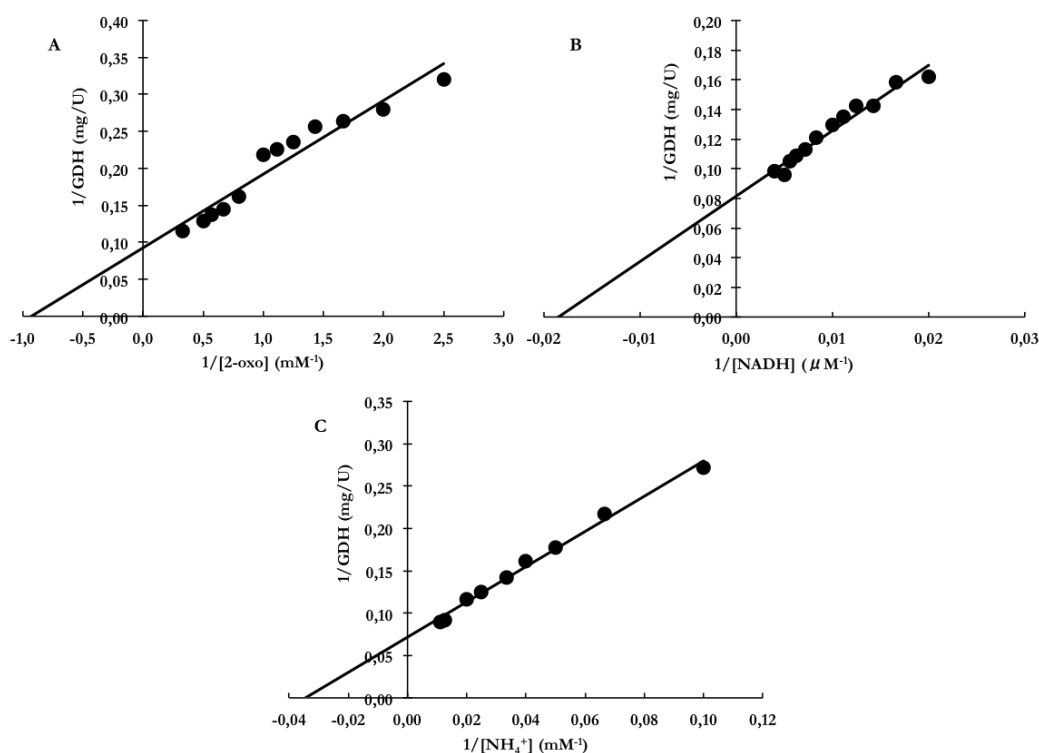 A
1/GDH (mg/U)
0,40
0,35
0,30
0,25
0,20
0,15
0,10
0,05
0,00
-1,0 -0,5 0,0 0,5 1,0 1,5 2,0 2,5 3,0
1/[2-oxo] (mM⁻¹)
B
1/GDH (mg/U)
0,20
0,18
0,16
0,14
0,12
0,10
0,08
0,06
0,04
0,02
0,00
-0,02 -0,01 0,00 0,01 0,02 0,03
1/[NADH] (μM⁻¹)
C
1/GDH (mg/U)
0,35
0,30
0,25
0,20
0,15
0,10
0,05
0,00
-0,04 -0,02 0,00 0,02 0,04 0,06 0,08 0,10 0,12
1/[NH₄⁺] (mM⁻¹)